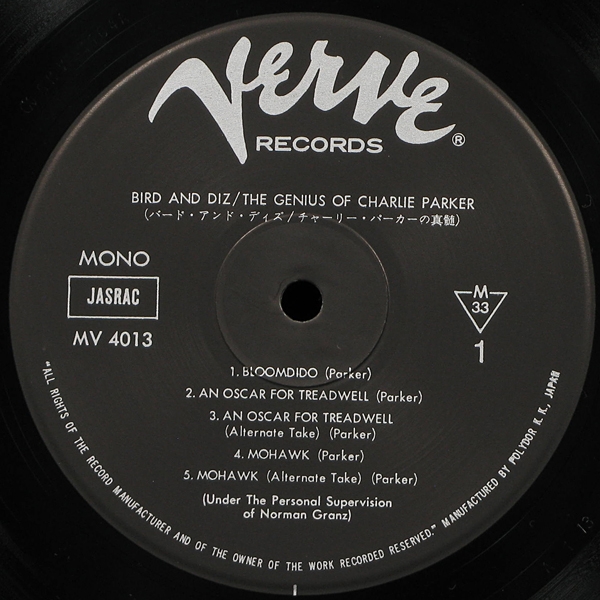 Verve
RECORDS ®
BIRD AND DIZ/THE GENIUS OF CHARLIE PARKER
(バード・アンド・ディズ/チャーリー・パーカーの真髄)
MONO
JASRAC
MV 4013
M
33
1
1. BLOOMDIDO (Parker)
2. AN OSCAR FOR TREADWELL (Parker)
3. AN OSCAR FOR TREADWELL
(Alternate Take) (Parker)
4. MOHAWK (Parker)
5. MOHAWK (Alternate Take) (Parker)
(Under The Personal Supervision
of Norman Granz)
"ALL RIGHTS OF THE RECORD MANUFACTURER AND OF THE OWNER OF THE WORK RECORDED RESERVED." MANUFACTURED BY POLYDOR K.K., JAPAN